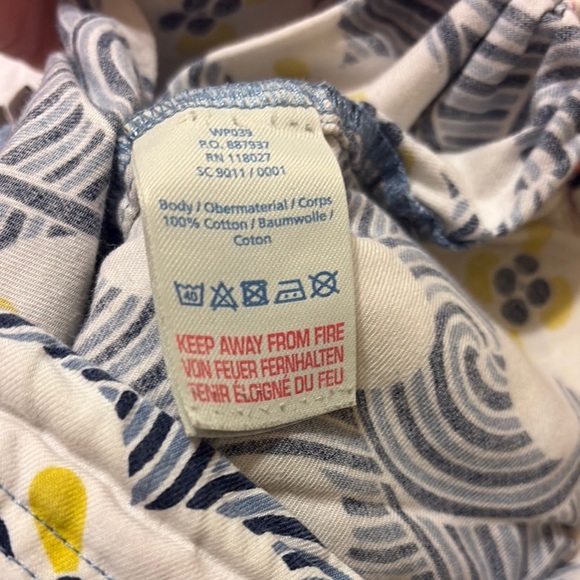 WP039
P.O. 887937
RN 118027
SC 9011 / 0001
Body / Obermaterial / Corps
100% Cotton / Baumwolle /
Coton
40
KEEP AWAY FROM FIRE
VON FEUER FERNHALTEN
TENIR ÉLOIGNÉ DU FEU